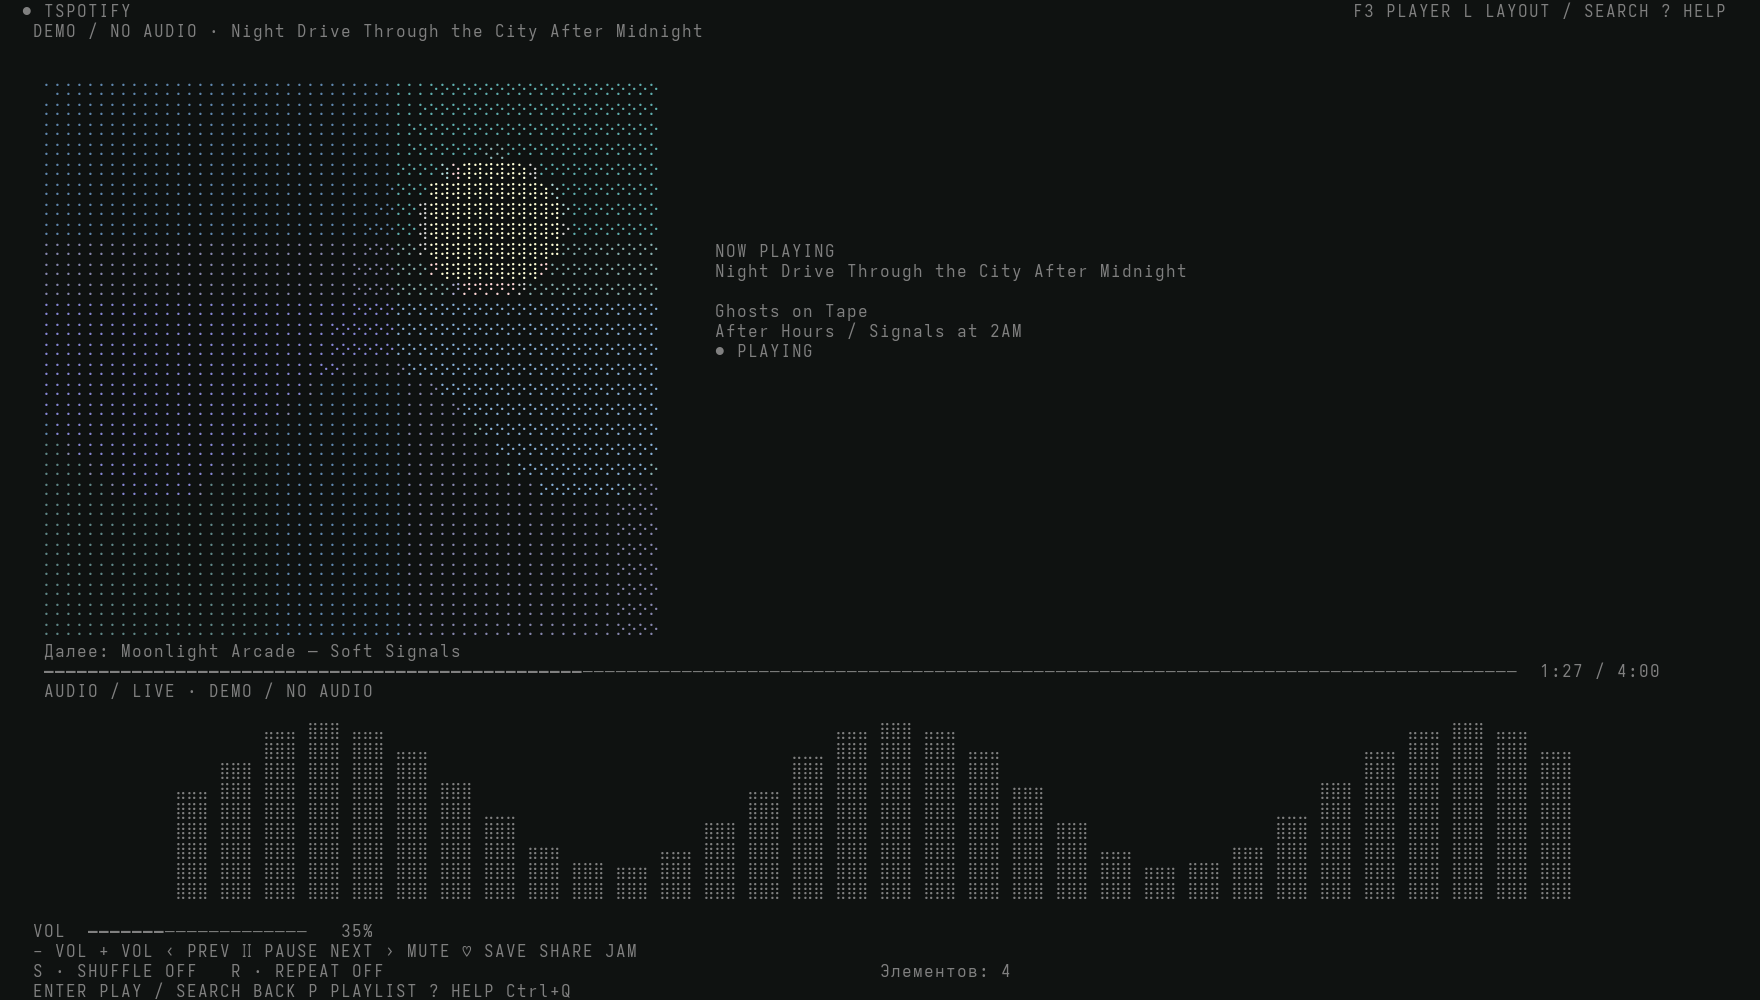 ● TSPOTIFY
F3 PLAYER L LAYOUT / SEARCH ? HELP
DEMO / NO AUDIO · Night Drive Through the City After Midnight
NOW PLAYING
Night Drive Through the City After Midnight
Ghosts on Tape
After Hours / Signals at 2AM
● PLAYING
Далее: Moonlight Arcade — Soft Signals
1:27 / 4:00
AUDIO / LIVE · DEMO / NO AUDIO
VOL 35%
− VOL + VOL ‹ PREV II PAUSE NEXT › MUTE ♡ SAVE SHARE JAM
S · SHUFFLE OFF R · REPEAT OFF
Элементов: 4
ENTER PLAY / SEARCH BACK P PLAYLIST ? HELP Ctrl+Q